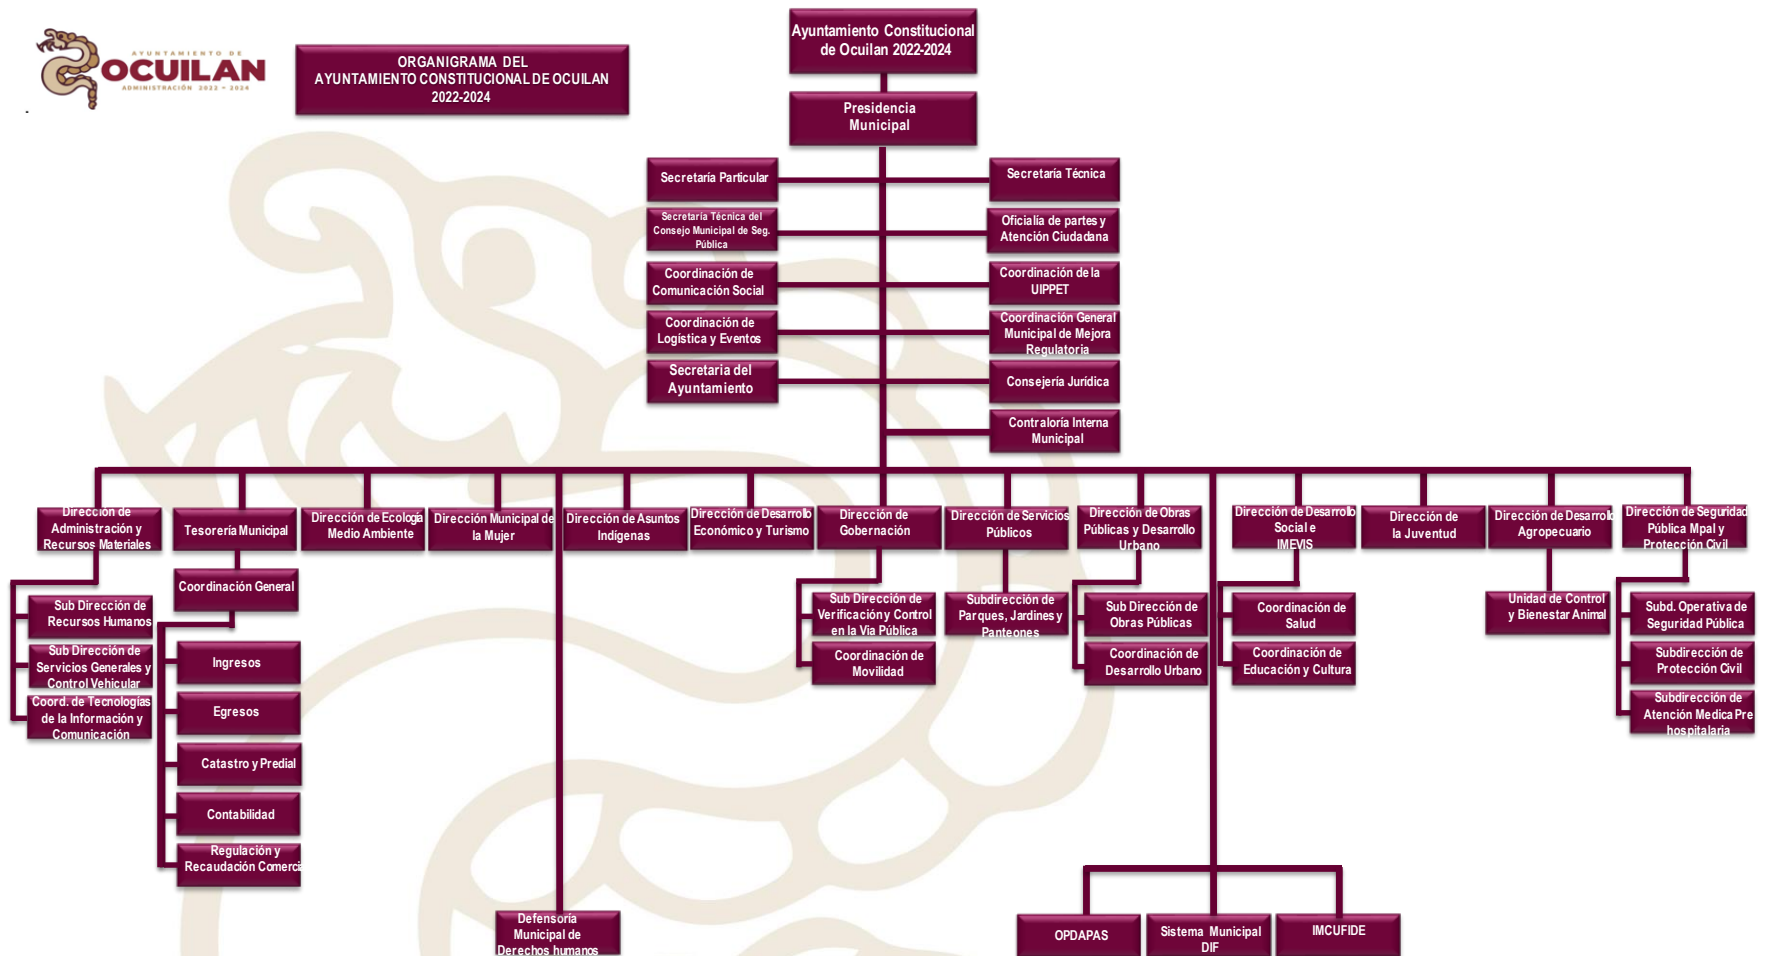 AYUNTAMIENTO DE
OCUILAN
ADMINISTRACIÓN 2022 - 2024
ORGANIGRAMA DEL
AYUNTAMIENTO CONSTITUCIONAL DE OCUILAN
2022-2024
Ayuntamiento Constitucional
de Ocuilan 2022-2024
Presidencia
Municipal
Secretaría Particular
Secretaría Técnica
Secretaría Técnica del
Consejo Municipal de Seg.
Pública
Oficialía de partes y
Atención Ciudadana
Coordinación de
Comunicación Social
Coordinación de la
UIPPET
Coordinación de
Logística y Eventos
Coordinación General
Municipal de Mejora
Regulatoria
Secretaria del
Ayuntamiento
Consejería Jurídica
Contraloría Interna
Municipal
Dirección de
Administración y
Recursos Materiales
Tesorería Municipal
Dirección de Ecología
Medio Ambiente
Dirección Municipal de
la Mujer
Dirección de Asuntos
Indígenas
Dirección de Desarrollo
Económico y Turismo
Dirección de
Gobernación
Dirección de Servicios
Públicos
Dirección de Obras
Públicas y Desarrollo
Urbano
Dirección de Desarrollo
Social e
IMEVIS
Dirección de
la Juventud
Dirección de Desarrollo
Agropecuario
Dirección de Seguridad
Pública Mpal y
Protección Civil
Sub Dirección de
Recursos Humanos
Sub Dirección de
Servicios Generales y
Control Vehicular
Coord. de Tecnologías
de la Información y
Comunicación
Coordinación General
Ingresos
Egresos
Catastro y Predial
Contabilidad
Regulación y
Recaudación Comercia
Sub Dirección de
Verificación y Control
en la Via Pública
Coordinación de
Movilidad
Subdirección de
Parques, Jardines y
Panteones
Sub Dirección de
Obras Públicas
Coordinación de
Desarrollo Urbano
Coordinación de
Salud
Coordinación de
Educación y Cultura
Unidad de Control
y Bienestar Animal
Subd. Operativa de
Seguridad Pública
Subdirección de
Protección Civil
Subdirección de
Atención Medica Pre
hospitalaria
Defensoría
Municipal de
Derechos humanos
OPDAPAS
Sistema Municipal
DIF
IMCUFIDE